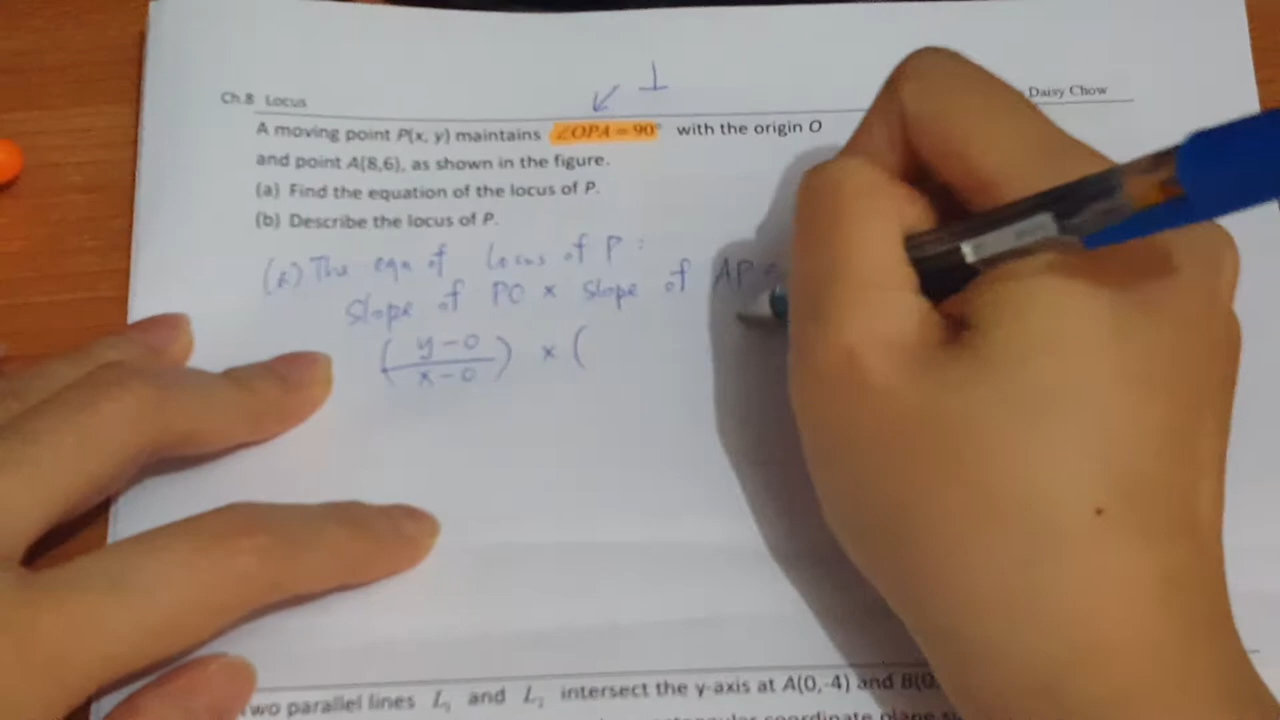 Ch.8 Locus
Daisy Chow
⊥
A moving point P(x, y) maintains ∠OPA = 90° with the origin O
and point A(8,6), as shown in the figure.
(a) Find the equation of the locus of P.
(b) Describe the locus of P.
(a) The eqn of locus of P :
slope of PO × slope of AP =
(y-0/x-0) × (
Two parallel lines L₁ and L₂ intersect the y-axis at A(0,-4) and B(0,
coordinate plane